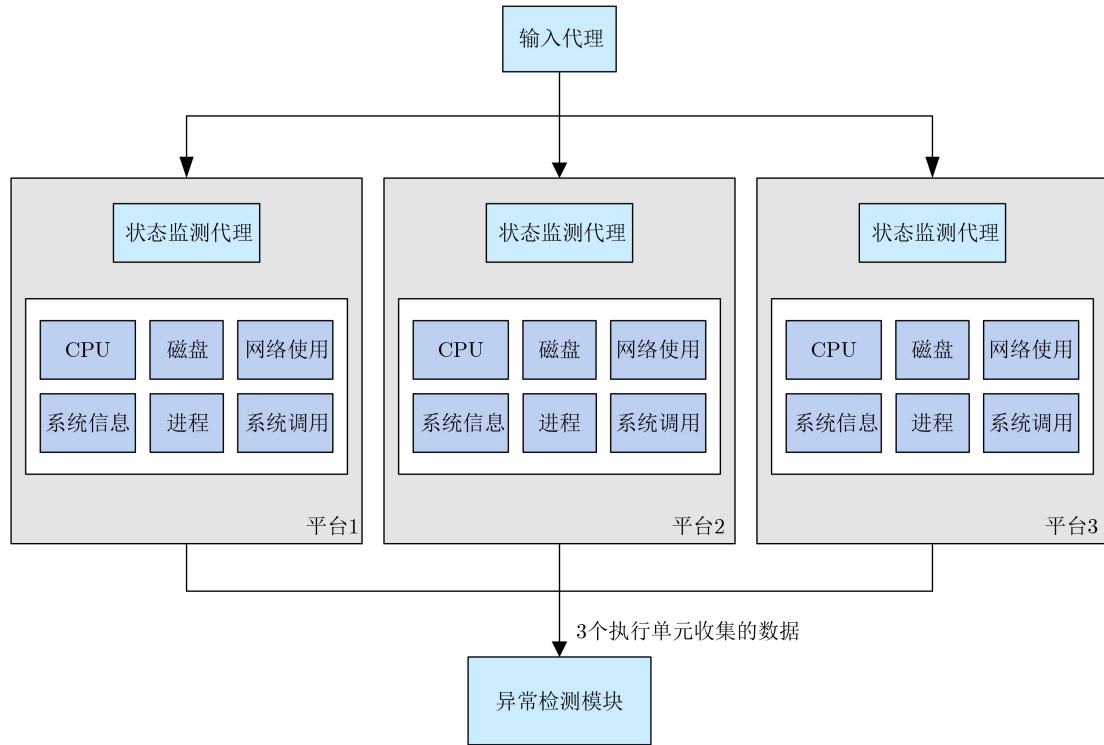 输入代理
状态监测代理
CPU
磁盘
网络使用
系统信息
进程
系统调用
平台1
状态监测代理
CPU
磁盘
网络使用
系统信息
进程
系统调用
平台2
状态监测代理
CPU
磁盘
网络使用
系统信息
进程
系统调用
平台3
3个执行单元收集的数据
异常检测模块